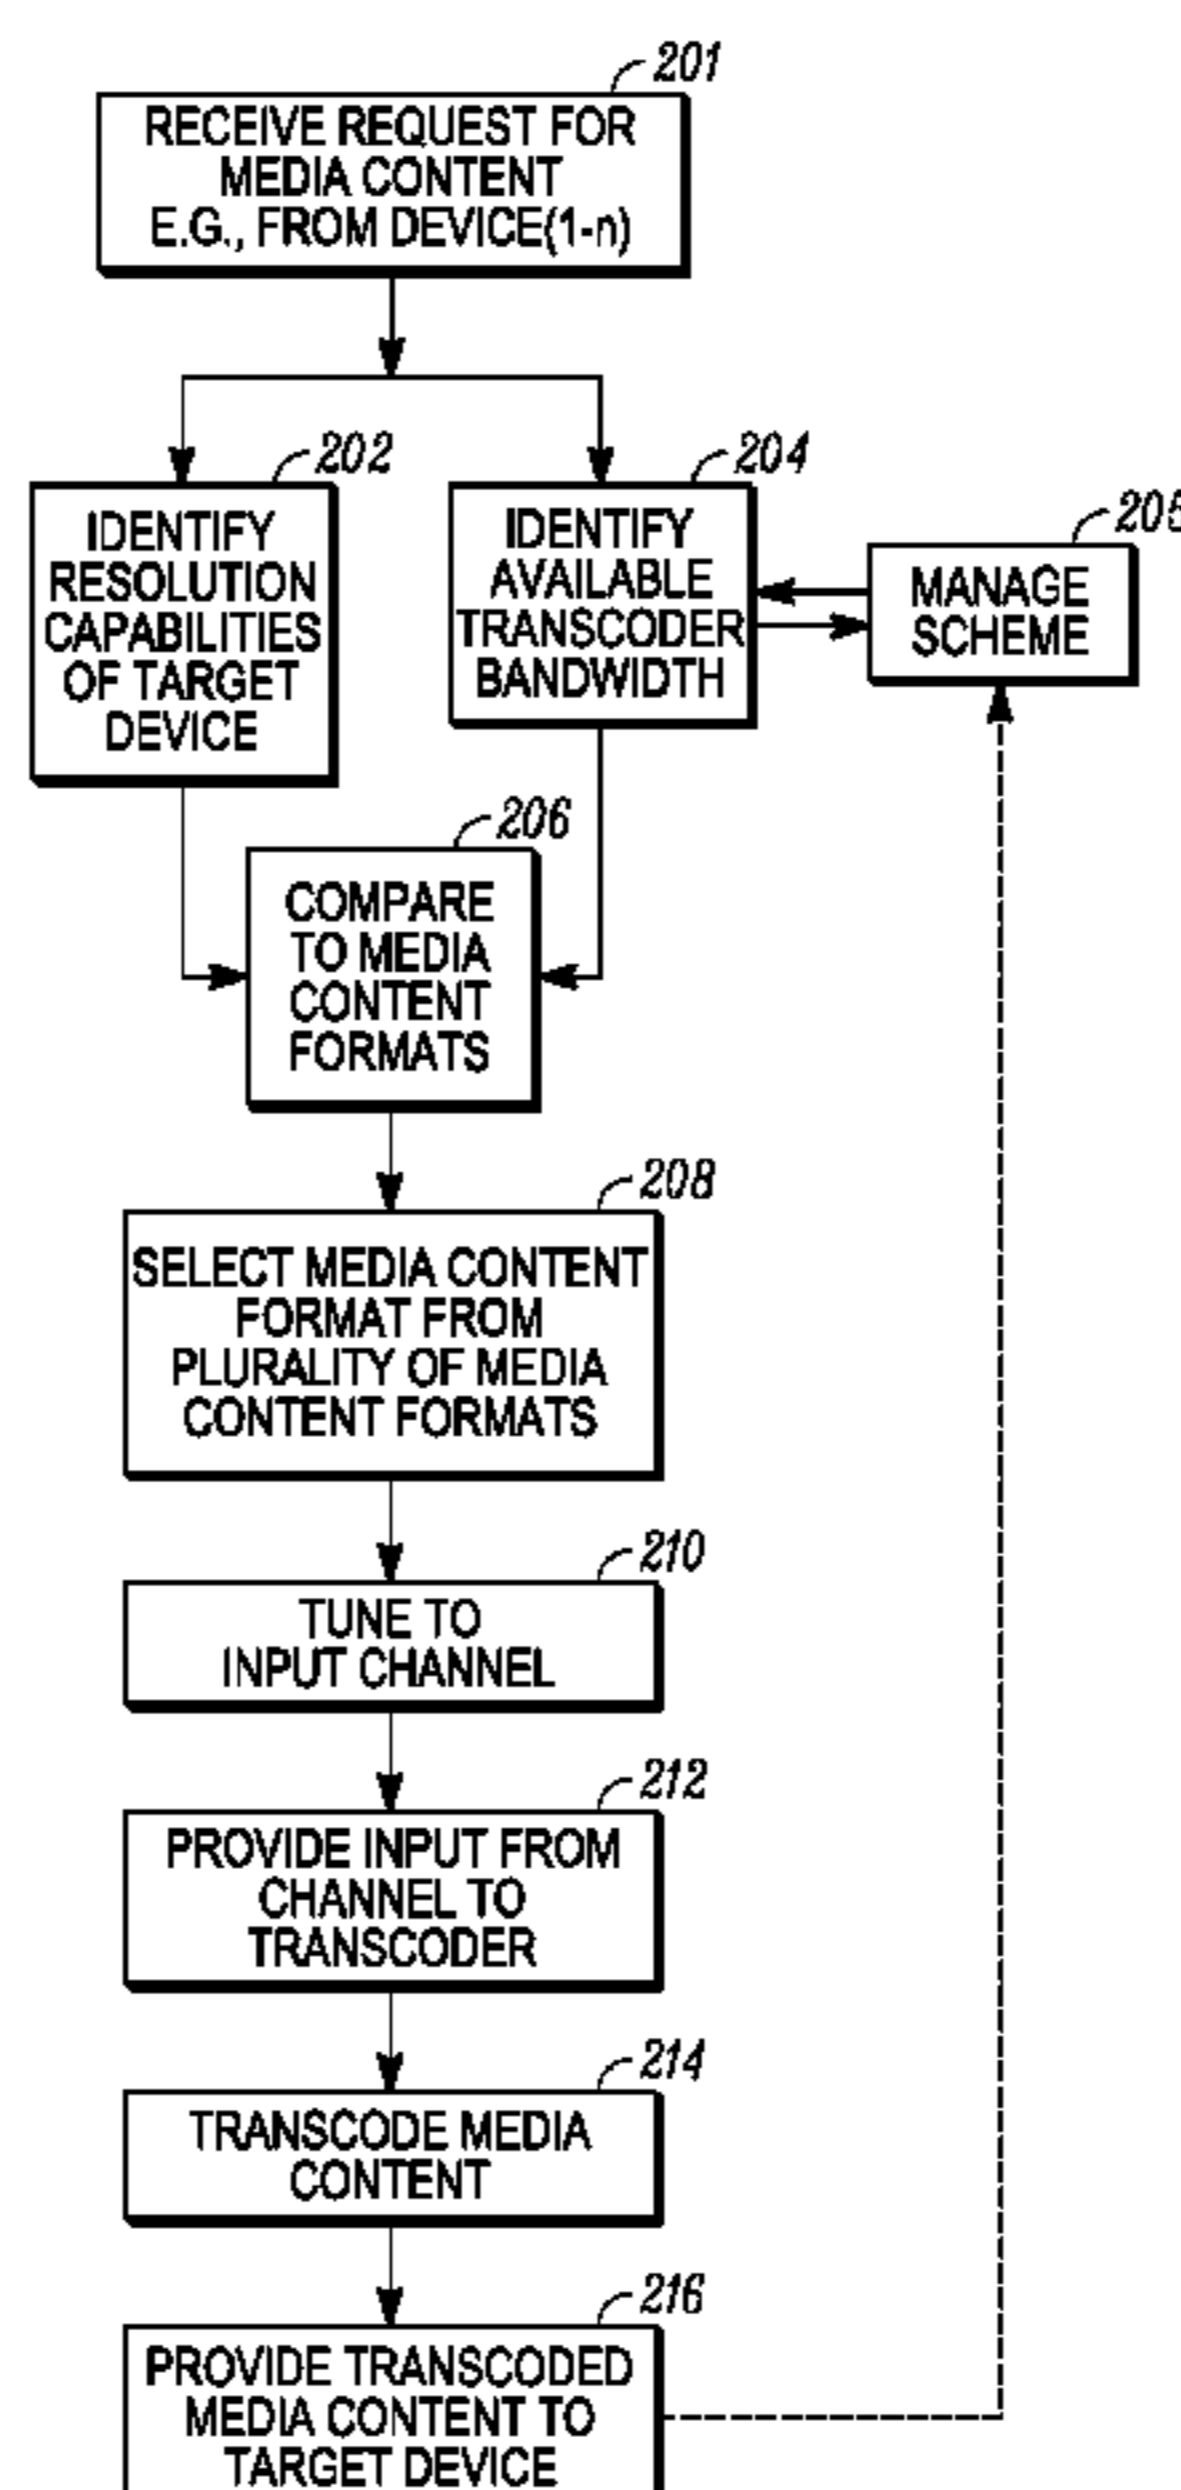 201
RECEIVE REQUEST FOR
MEDIA CONTENT
E.G., FROM DEVICE(1-n)
202
IDENTIFY
RESOLUTION
CAPABILITIES
OF TARGET
DEVICE
204
IDENTIFY
AVAILABLE
TRANSCODER
BANDWIDTH
205
MANAGE
SCHEME
206
COMPARE
TO MEDIA
CONTENT
FORMATS
208
SELECT MEDIA CONTENT
FORMAT FROM
PLURALITY OF MEDIA
CONTENT FORMATS
210
TUNE TO
INPUT CHANNEL
212
PROVIDE INPUT FROM
CHANNEL TO
TRANSCODER
214
TRANSCODE MEDIA
CONTENT
216
PROVIDE TRANSCODED
MEDIA CONTENT TO
TARGET DEVICE